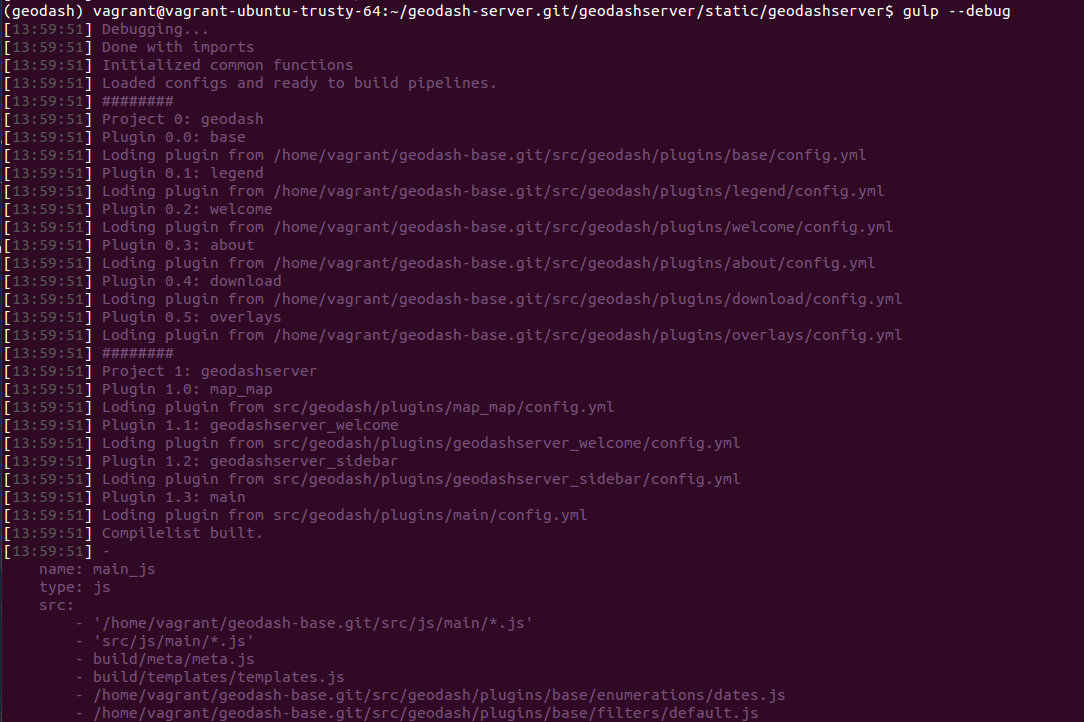 (geodash) vagrant@vagrant-ubuntu-trusty-64:~/geodash-server.git/geodashserver/static/geodashserver$ gulp --debug
[13:59:51] Debugging...
[13:59:51] Done with imports
[13:59:51] Initialized common functions
[13:59:51] Loaded configs and ready to build pipelines.
[13:59:51] ########
[13:59:51] Project 0: geodash
[13:59:51] Plugin 0.0: base
[13:59:51] Loding plugin from /home/vagrant/geodash-base.git/src/geodash/plugins/base/config.yml
[13:59:51] Plugin 0.1: legend
[13:59:51] Loding plugin from /home/vagrant/geodash-base.git/src/geodash/plugins/legend/config.yml
[13:59:51] Plugin 0.2: welcome
[13:59:51] Loding plugin from /home/vagrant/geodash-base.git/src/geodash/plugins/welcome/config.yml
[13:59:51] Plugin 0.3: about
[13:59:51] Loding plugin from /home/vagrant/geodash-base.git/src/geodash/plugins/about/config.yml
[13:59:51] Plugin 0.4: download
[13:59:51] Loding plugin from /home/vagrant/geodash-base.git/src/geodash/plugins/download/config.yml
[13:59:51] Plugin 0.5: overlays
[13:59:51] Loding plugin from /home/vagrant/geodash-base.git/src/geodash/plugins/overlays/config.yml
[13:59:51] ########
[13:59:51] Project 1: geodashserver
[13:59:51] Plugin 1.0: map_map
[13:59:51] Loding plugin from src/geodash/plugins/map_map/config.yml
[13:59:51] Plugin 1.1: geodashserver_welcome
[13:59:51] Loding plugin from src/geodash/plugins/geodashserver_welcome/config.yml
[13:59:51] Plugin 1.2: geodashserver_sidebar
[13:59:51] Loding plugin from src/geodash/plugins/geodashserver_sidebar/config.yml
[13:59:51] Plugin 1.3: main
[13:59:51] Loding plugin from src/geodash/plugins/main/config.yml
[13:59:51] Compilelist built.
[13:59:51] -
    name: main_js
    type: js
    src:
        - '/home/vagrant/geodash-base.git/src/js/main/*.js'
        - 'src/js/main/*.js'
        - build/meta/meta.js
        - build/templates/templates.js
        - /home/vagrant/geodash-base.git/src/geodash/plugins/base/enumerations/dates.js
        - /home/vagrant/geodash-base.git/src/geodash/plugins/base/filters/default.js